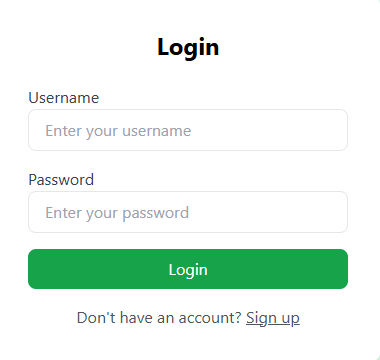 Login
Username
Enter your username
Password
Enter your password
Login
Don't have an account? Sign up